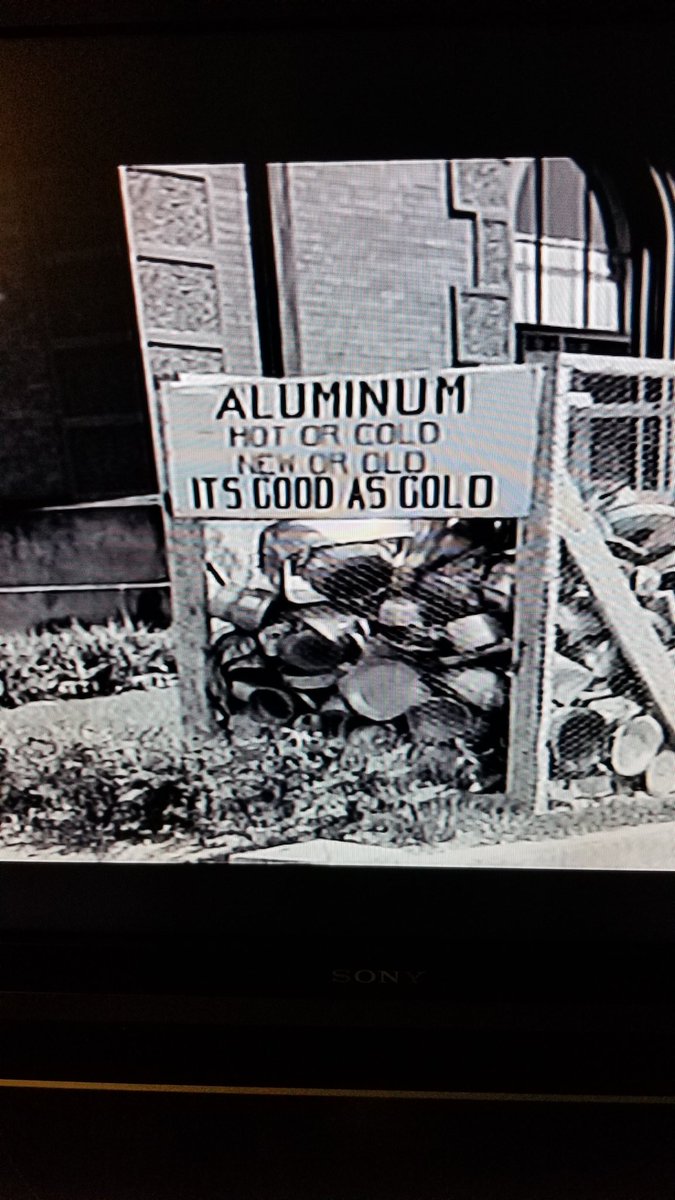 ALUMINUM
HOT OR COLD
NEW OR OLD
ITS GOOD AS GOLD
SONY